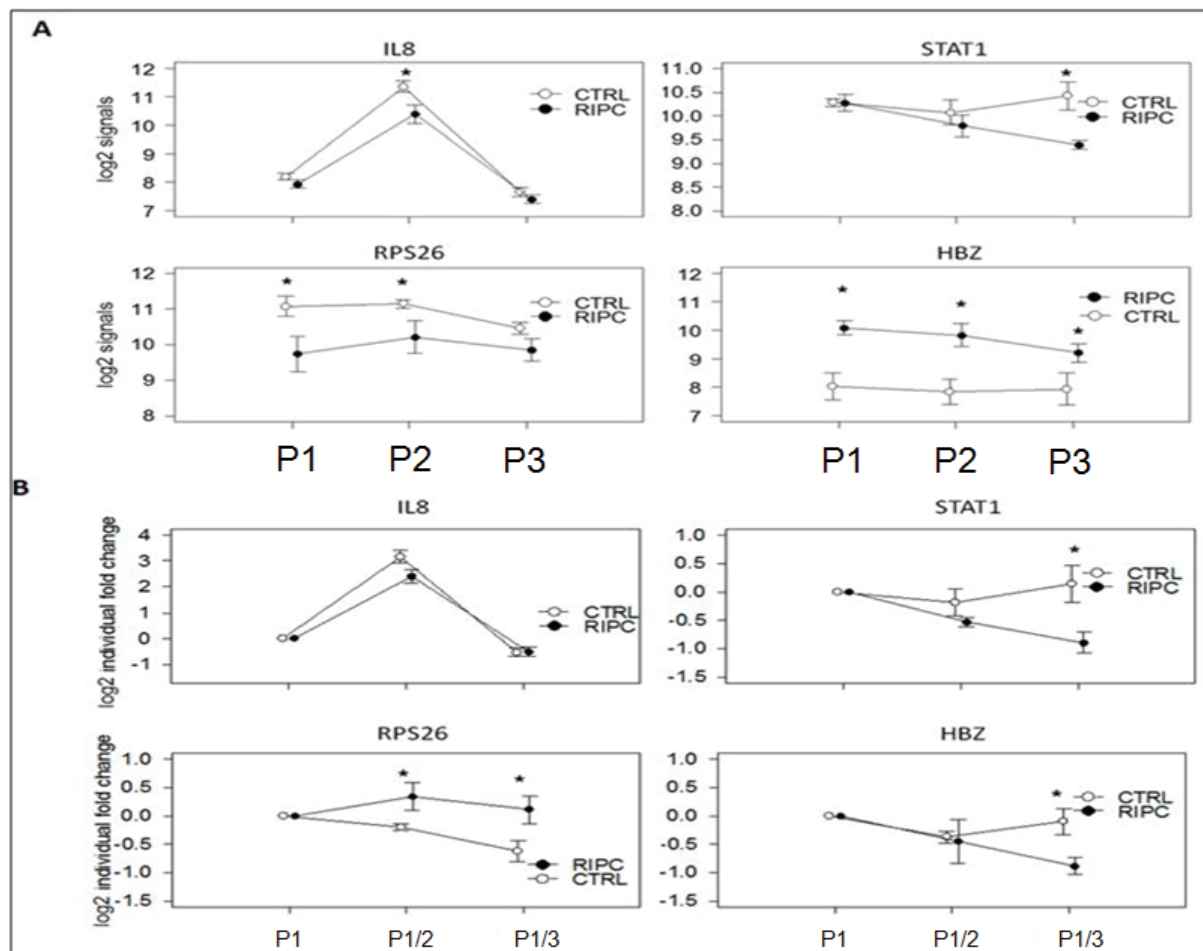 A
IL8
STAT1
log2 signals
12
11
10
9
8
7
*
CTRL
RIPC
11.0
10.5
10.0
9.5
9.0
8.5
8.0
*
CTRL
RIPC
RPS26
HBZ
log2 signals
12
11
10
9
8
* *
CTRL
RIPC
12
11
10
9
8
7
* * *
RIPC
CTRL
P1 P2 P3
P1 P2 P3
B
IL8
STAT1
log2 individual fold change
4
3
2
0
-1
CTRL
RIPC
1.0
0.5
0.0
-0.5
-1.0
-1.5
*
CTRL
RIPC
RPS26
HBZ
log2 individual fold change
1.0
0.5
0.0
-0.5
-1.0
-1.5
* *
RIPC
CTRL
1.0
0.5
0.0
-0.5
-1.0
-1.5
*
CTRL
RIPC
P1 P1/2 P1/3
P1 P1/2 P1/3